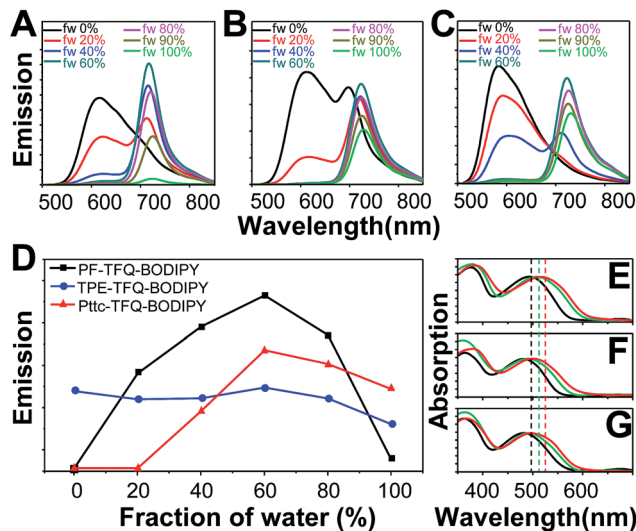 A
fw 0%
fw 20%
fw 40%
fw 60%
fw 80%
fw 90%
fw 100%
B
fw 0%
fw 20%
fw 40%
fw 60%
fw 80%
fw 90%
fw 100%
C
fw 0%
fw 20%
fw 40%
fw 60%
fw 80%
fw 90%
fw 100%
Emission
500 600 700 800
500 600 700 800
500 600 700 800
Wavelength(nm)
D
PF-TFQ-BODIPY
TPE-TFQ-BODIPY
Pttc-TFQ-BODIPY
Emission
0 20 40 60 80 100
Fraction of water (%)
E
F
G
Absorption
400 500 600
Wavelength(nm)